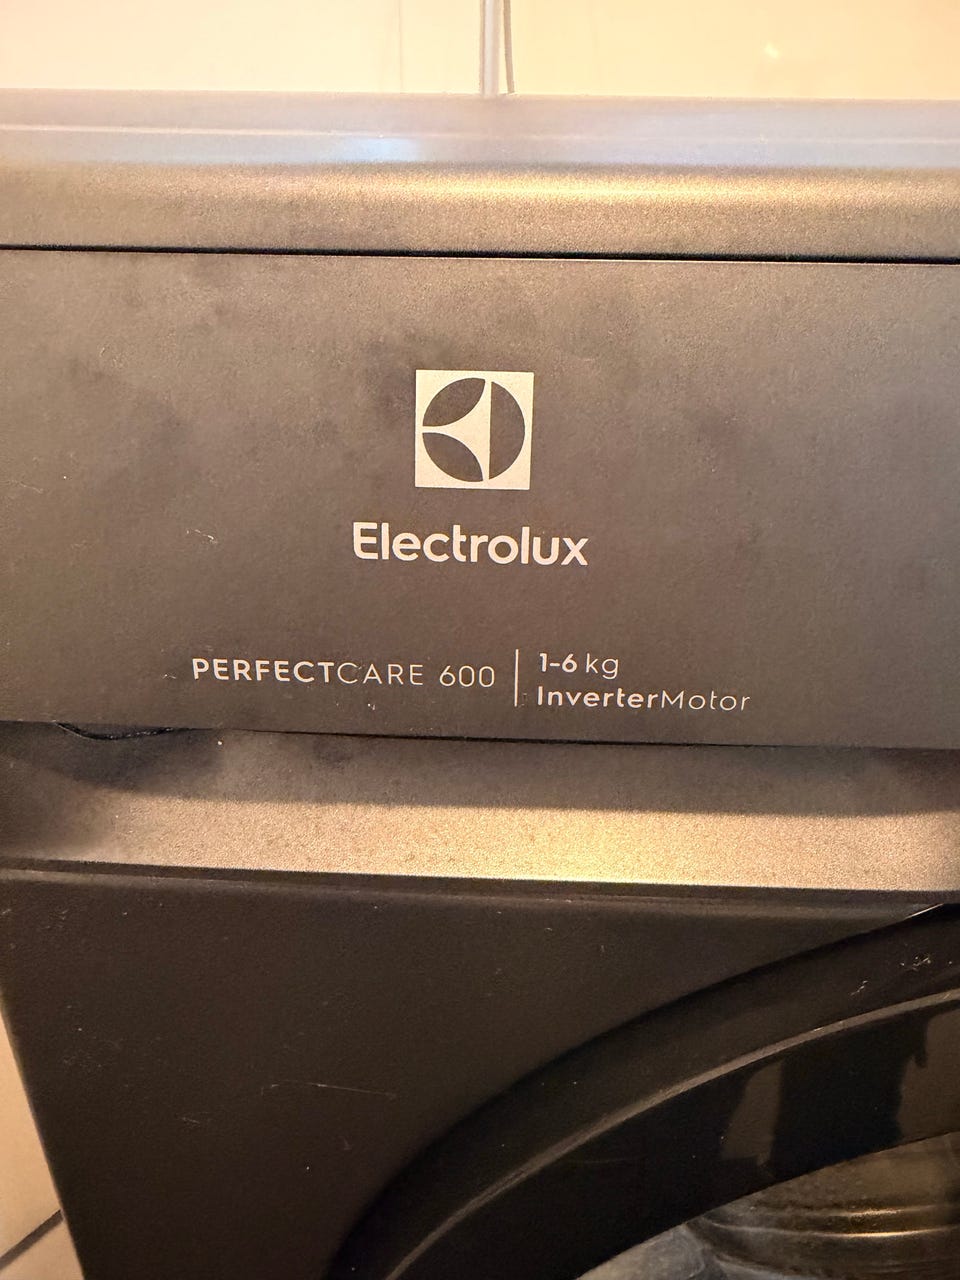 Electrolux
PERFECTCARE 600
1-6 kg
InverterMotor